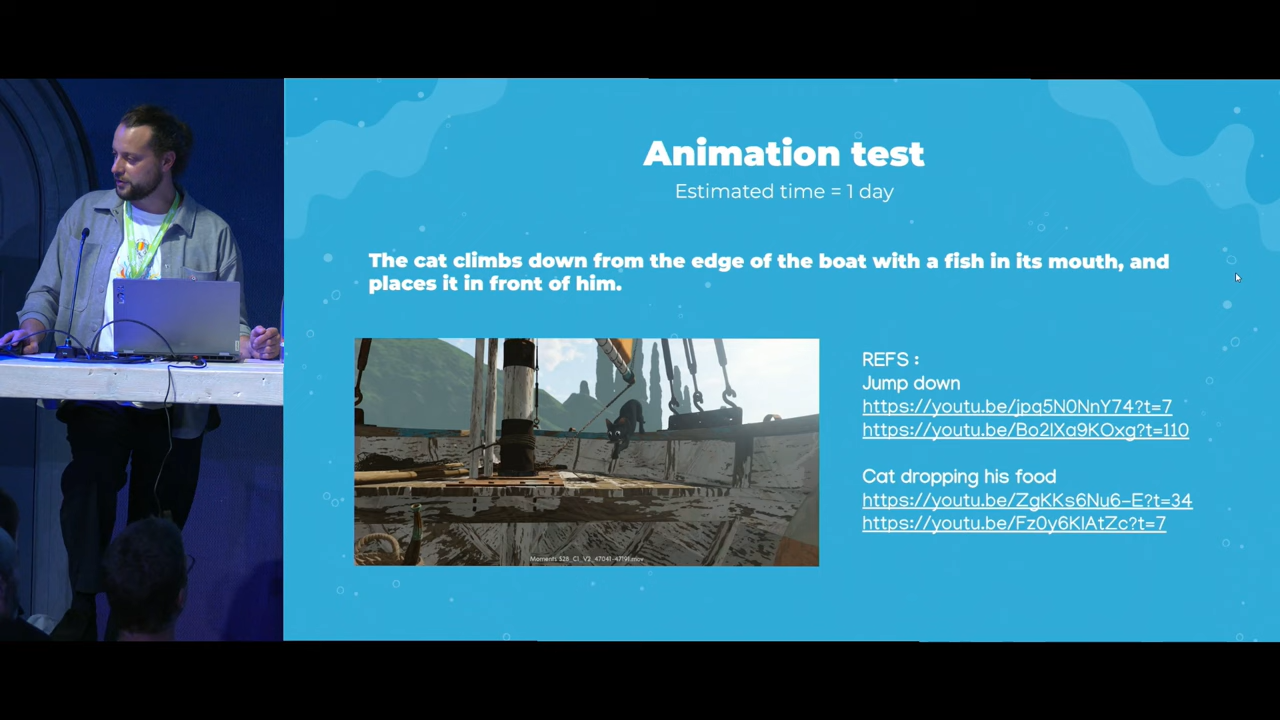 Animation test
Estimated time = 1 day
The cat climbs down from the edge of the boat with a fish in its mouth, and
places it in front of him.
REFS :
Jump down
https://youtu.be/jpq5N0NnY74?t=7
https://youtu.be/Bo2lXa9KOxg?t=110
Cat dropping his food
https://youtu.be/ZgKKs6Nu6-E?t=34
https://youtu.be/Fz0y6KlAtZc?t=7